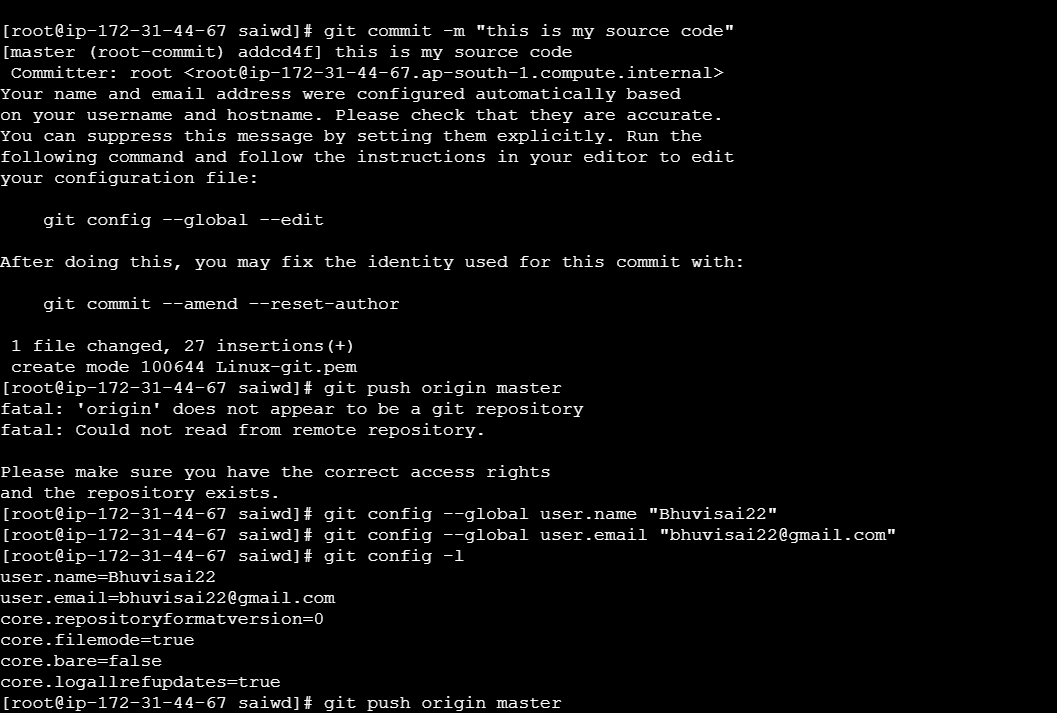 [root@ip-172-31-44-67 saiwd]# git commit -m "this is my source code"
[master (root-commit) addcd4f] this is my source code
 Committer: root <root@ip-172-31-44-67.ap-south-1.compute.internal>
Your name and email address were configured automatically based
on your username and hostname. Please check that they are accurate.
You can suppress this message by setting them explicitly. Run the
following command and follow the instructions in your editor to edit
your configuration file:

    git config --global --edit

After doing this, you may fix the identity used for this commit with:

    git commit --amend --reset-author

 1 file changed, 27 insertions(+)
 create mode 100644 Linux-git.pem
[root@ip-172-31-44-67 saiwd]# git push origin master
fatal: 'origin' does not appear to be a git repository
fatal: Could not read from remote repository.

Please make sure you have the correct access rights
and the repository exists.
[root@ip-172-31-44-67 saiwd]# git config --global user.name "Bhuvisai22"
[root@ip-172-31-44-67 saiwd]# git config --global user.email "bhuvisai22@gmail.com"
[root@ip-172-31-44-67 saiwd]# git config -l
user.name=Bhuvisai22
user.email=bhuvisai22@gmail.com
core.repositoryformatversion=0
core.filemode=true
core.bare=false
core.logallrefupdates=true
[root@ip-172-31-44-67 saiwd]# git push origin master